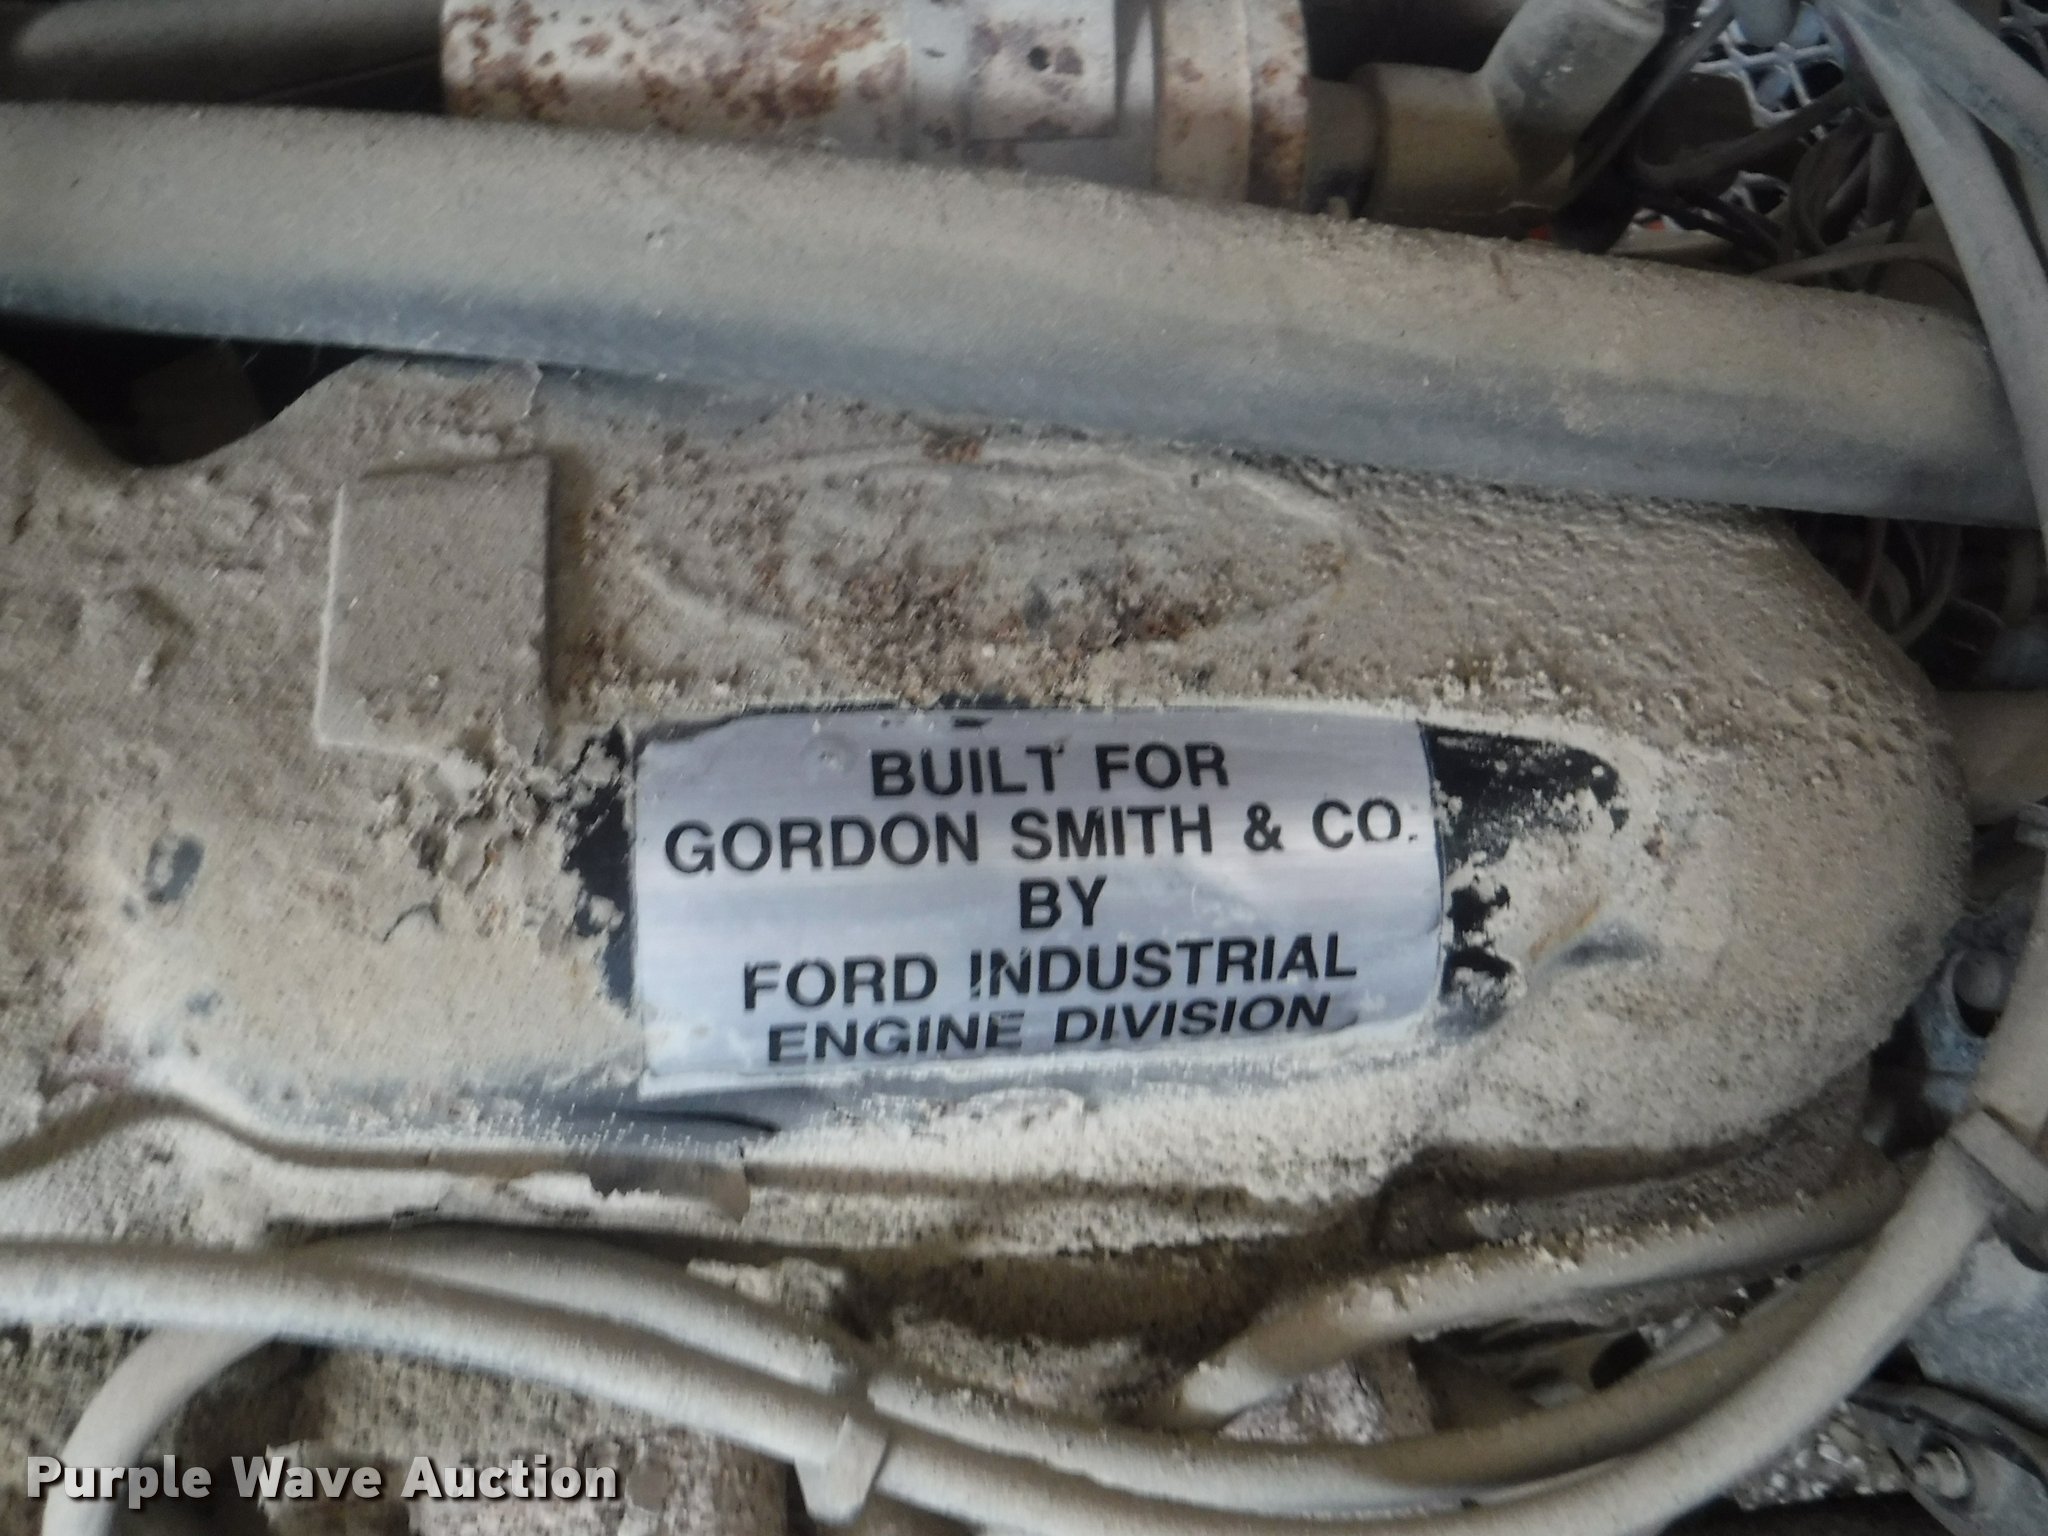 BUILT FOR
GORDON SMITH & CO.
BY
FORD INDUSTRIAL
ENGINE DIVISION
Purple Wave Auction